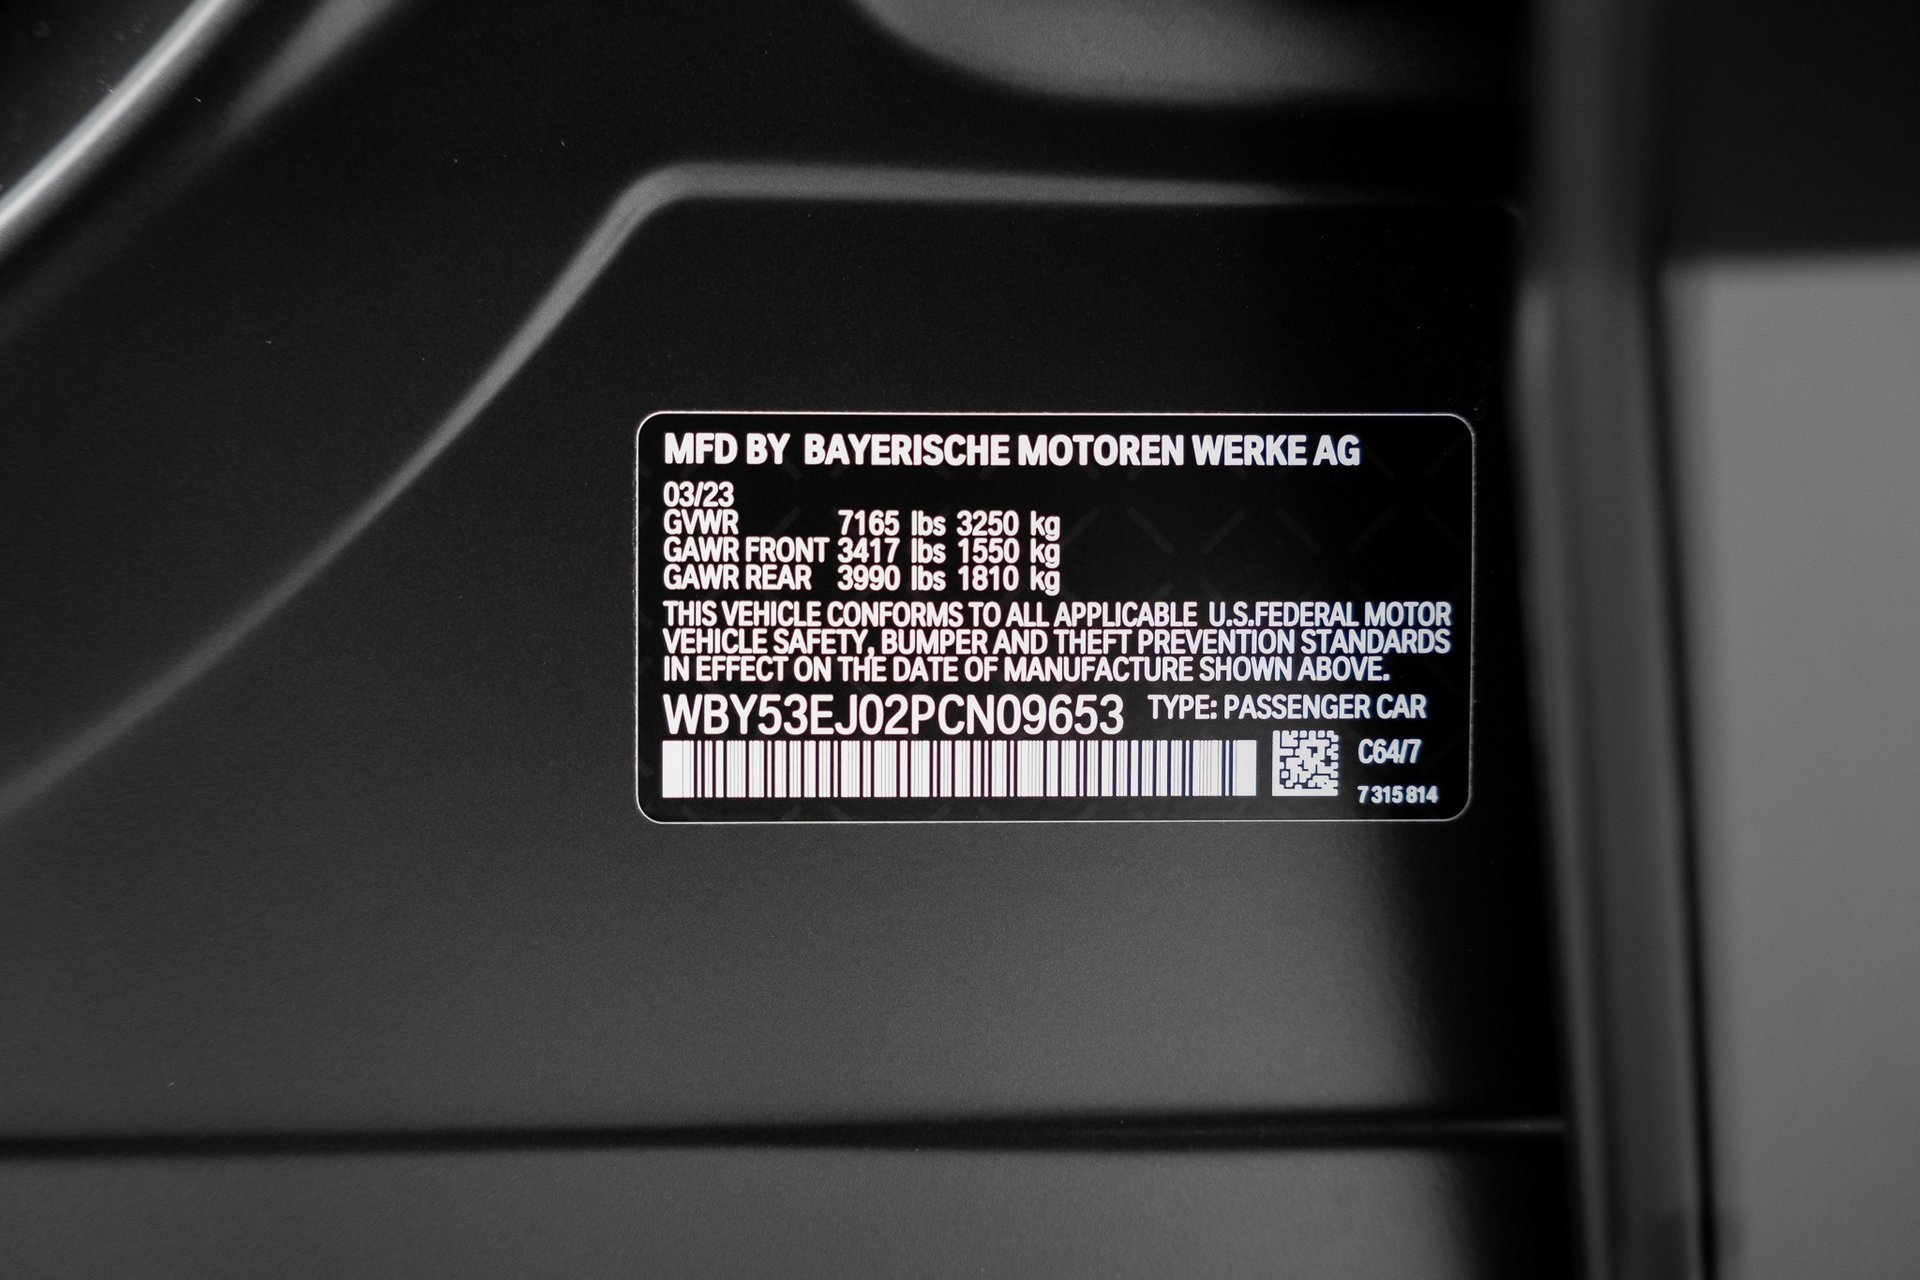 MFD BY BAYERISCHE MOTOREN WERKE AG
03/23
GVWR 7165 lbs 3250 kg
GAWR FRONT 3417 lbs 1550 kg
GAWR REAR 3990 lbs 1810 kg
THIS VEHICLE CONFORMS TO ALL APPLICABLE U.S.FEDERAL MOTOR
VEHICLE SAFETY, BUMPER AND THEFT PREVENTION STANDARDS
IN EFFECT ON THE DATE OF MANUFACTURE SHOWN ABOVE.
WBY53EJ02PCN09653 TYPE: PASSENGER CAR
C64/7
7 315 814